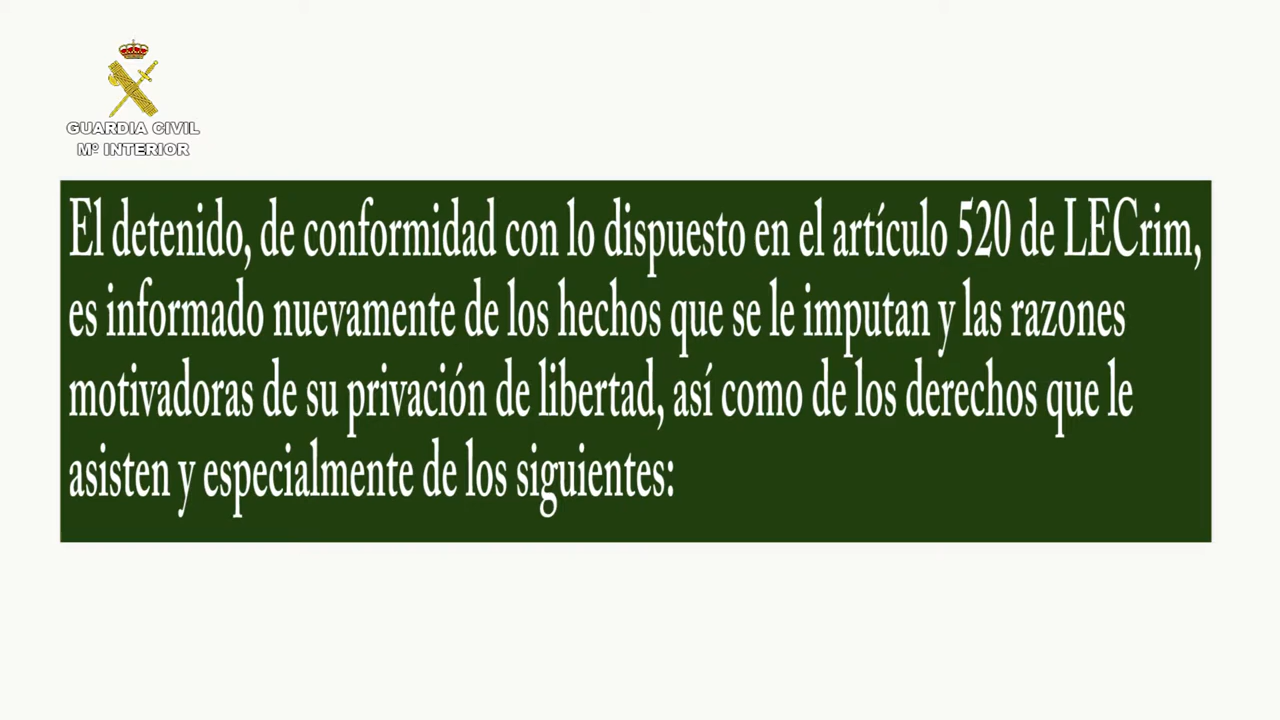 GUARDIA CIVIL
Mº INTERIOR
El detenido, de conformidad con lo dispuesto en el artículo 520 de LECrim,
es informado nuevamente de los hechos que se le imputan y las razones
motivadoras de su privación de libertad, así como de los derechos que le
asisten y especialmente de los siguientes: